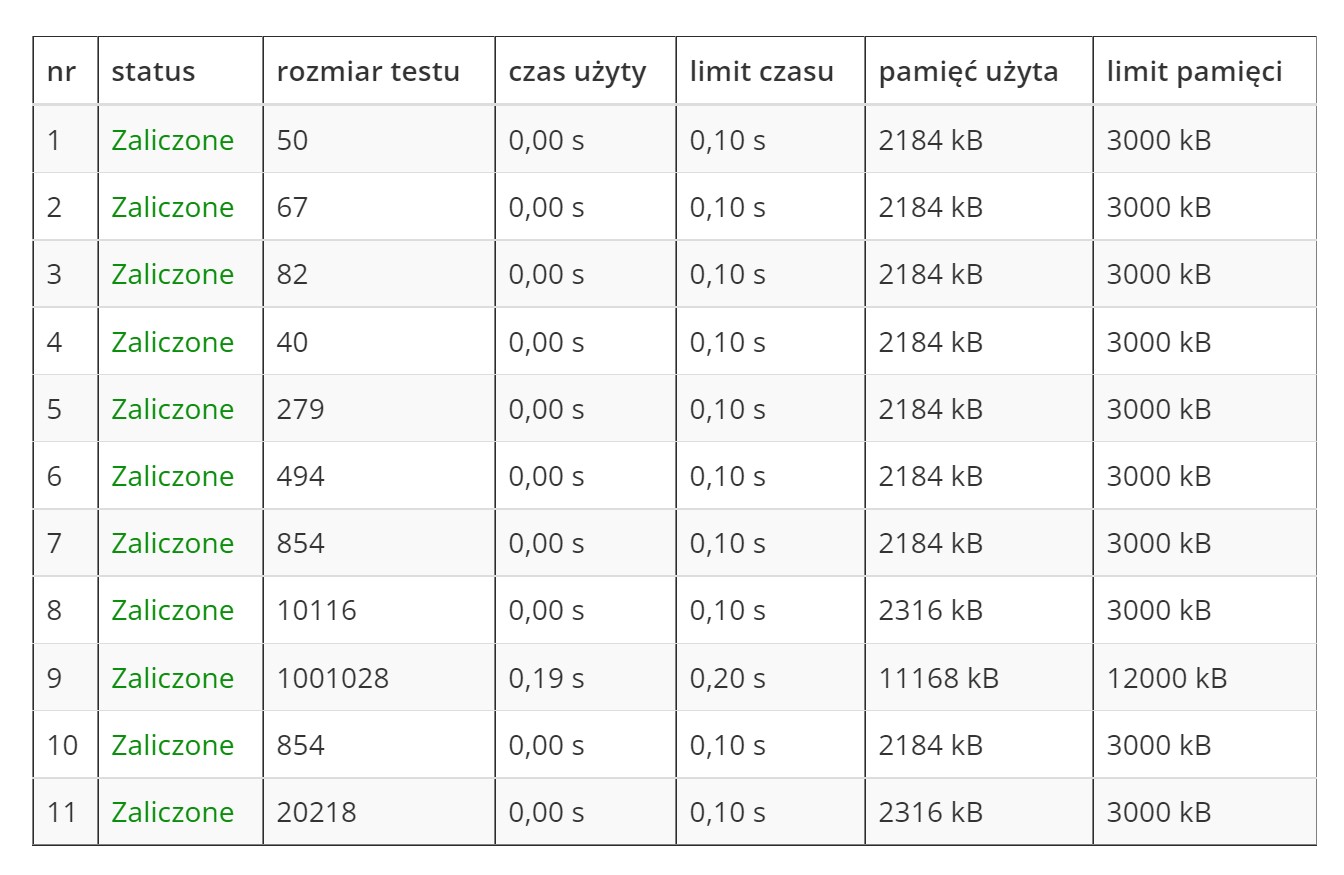 nr status rozmiar testu czas użyty limit czasu pamięć użyta limit pamięci
1 Zaliczone 50 0,00 s 0,10 s 2184 kB 3000 kB
2 Zaliczone 67 0,00 s 0,10 s 2184 kB 3000 kB
3 Zaliczone 82 0,00 s 0,10 s 2184 kB 3000 kB
4 Zaliczone 40 0,00 s 0,10 s 2184 kB 3000 kB
5 Zaliczone 279 0,00 s 0,10 s 2184 kB 3000 kB
6 Zaliczone 494 0,00 s 0,10 s 2184 kB 3000 kB
7 Zaliczone 854 0,00 s 0,10 s 2184 kB 3000 kB
8 Zaliczone 10116 0,00 s 0,10 s 2316 kB 3000 kB
9 Zaliczone 1001028 0,19 s 0,20 s 11168 kB 12000 kB
10 Zaliczone 854 0,00 s 0,10 s 2184 kB 3000 kB
11 Zaliczone 20218 0,00 s 0,10 s 2316 kB 3000 kB